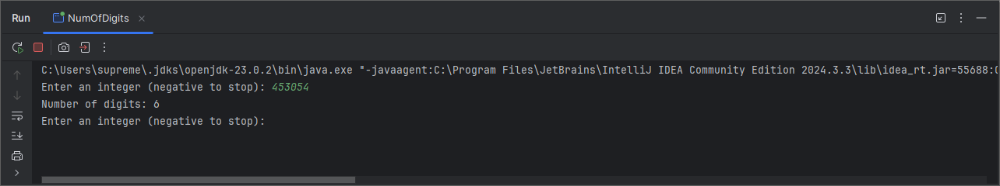 Run NumOfDigits
C:\Users\supreme\.jdks\openjdk-23.0.2\bin\java.exe "-javaagent:C:\Program Files\JetBrains\IntelliJ IDEA Community Edition 2024.3.3\lib\idea_rt.jar=55688:C
Enter an integer (negative to stop): 453054
Number of digits: 6
Enter an integer (negative to stop):